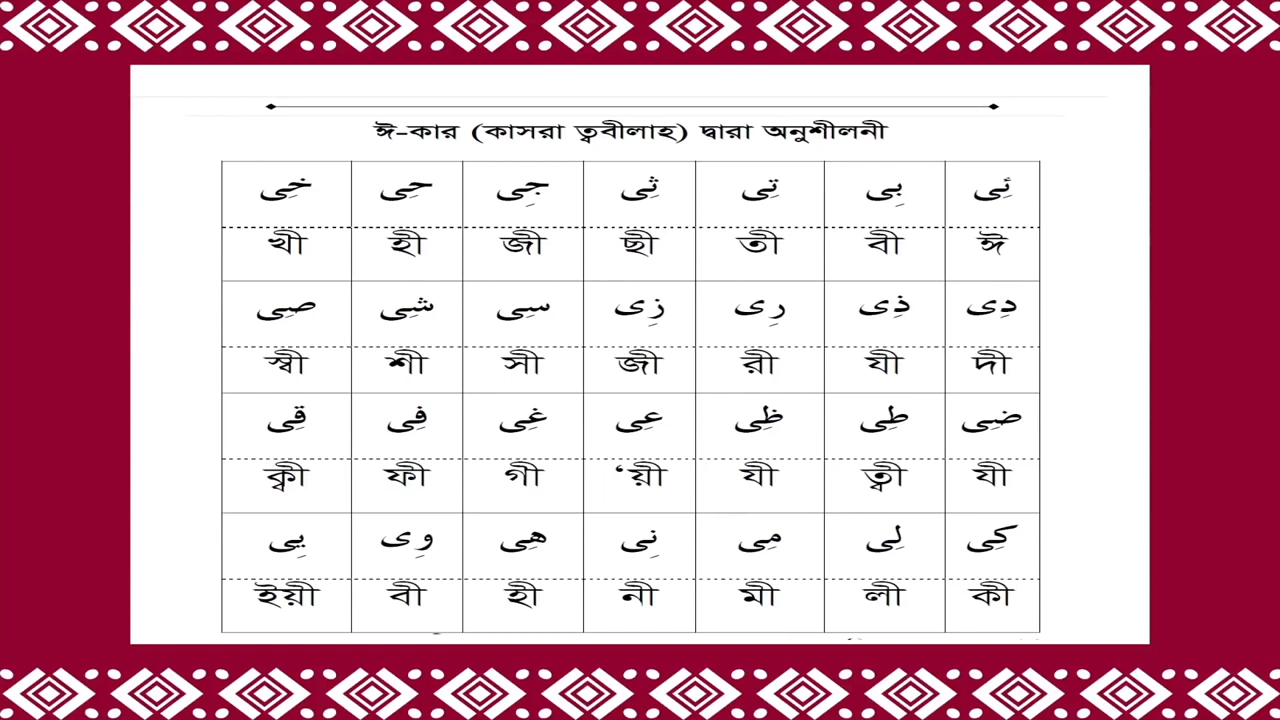 ঈ-কার (কাসরা ত্ববীলাহ) দ্বারা অনুশীলনী
ئِى بِى تِى ثِى جِى حِى خِى
ঈ বী তী ছী জী হী খী
دِى ذِى رِى زِى سِى شِى صِى
দী যী রী জী সী শী স্বী
ضِى طِى ظِى عِى غِى فِى قِى
যী ত্বী যী ‘য়ী গী ফী ক্বী
كِى لِى مِى نِى هِى وِى يِى
কী লী মী নী হী বী ইয়ী